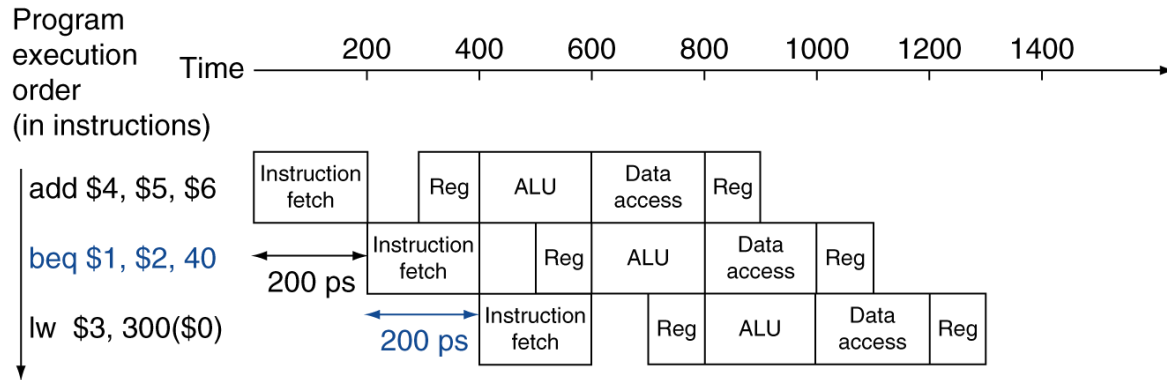 Program
execution
order
(in instructions)
Time
200 400 600 800 1000 1200 1400
add $4, $5, $6
Instruction
fetch
Reg
ALU
Data
access
Reg
beq $1, $2, 40
200 ps
Instruction
fetch
Reg
ALU
Data
access
Reg
lw $3, 300($0)
200 ps
Instruction
fetch
Reg
ALU
Data
access
Reg